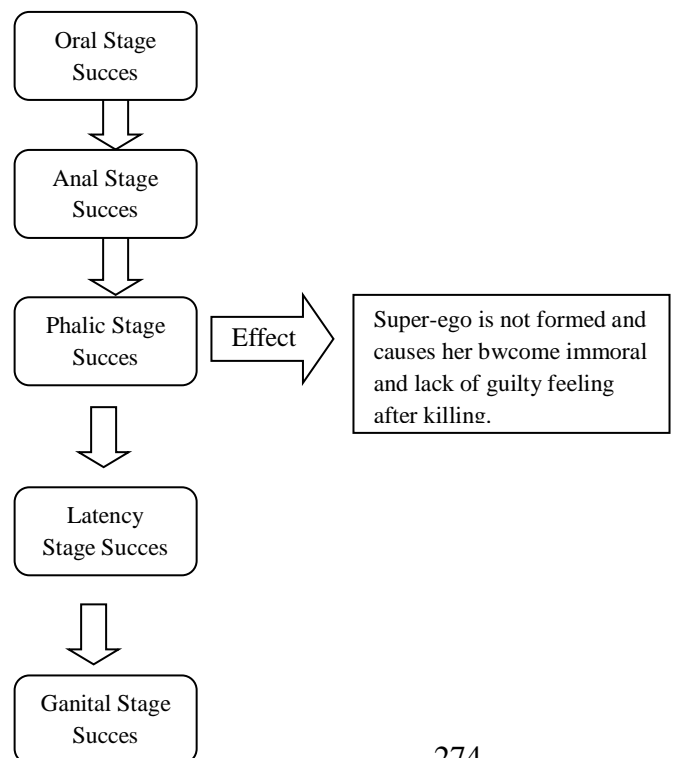 Oral Stage
Succes
Anal Stage
Succes
Phalic Stage
Succes
Effect
Super-ego is not formed and
causes her bwcome immoral
and lack of guilty feeling
after killing.
Latency
Stage Succes
Ganital Stage
Succes
274